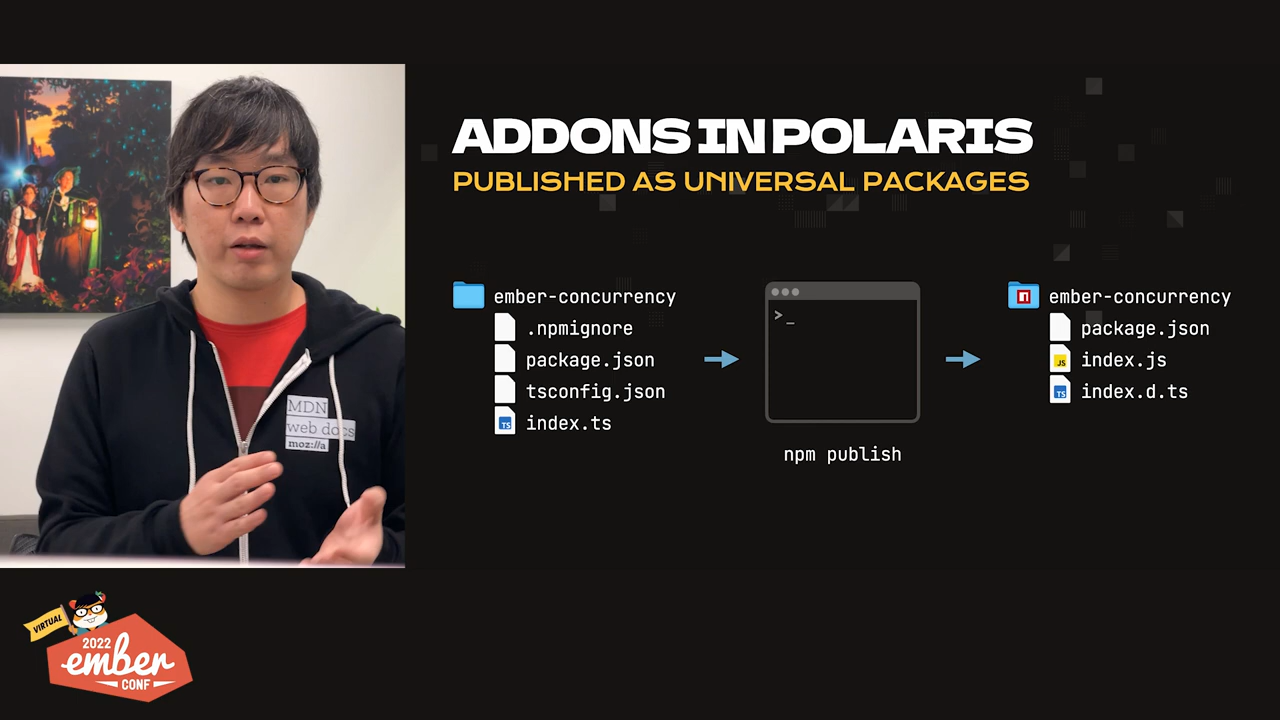 ADDONS IN POLARIS
PUBLISHED AS UNIVERSAL PACKAGES
ember-concurrency
.npmignore
package.json
tsconfig.json
TS
index.ts
>_
npm publish
n
ember-concurrency
package.json
JS
index.js
TS
index.d.ts
MDN
web docs
moz://a
VIRTUAL
2022
ember
CONF